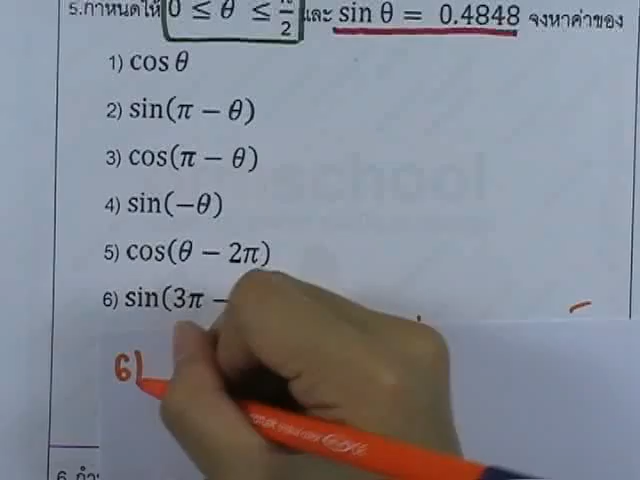 5.กำหนดให้ 0 ≤ θ ≤ π/2 และ sin θ = 0.4848 จงหาค่าของ
1) cos θ
2) sin(π − θ)
3) cos(π − θ)
4) sin(−θ)
5) cos(θ − 2π)
6) sin(3π −
6)